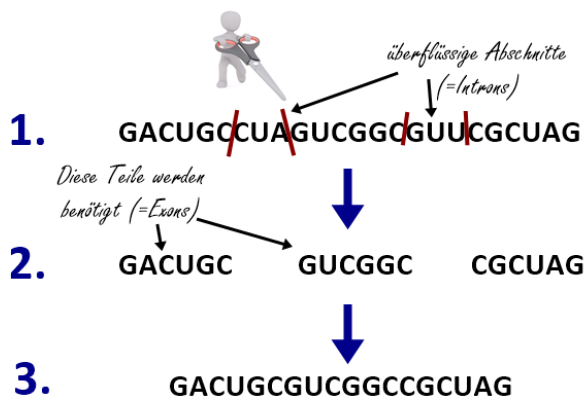 überflüssige Abschnitte
(=Introns)
1. GACUGCCUAGUCGGCGUUCGCUAG
Diese Teile werden
benötigt (=Exons)
2. GACUGC GUCGGC CGCUAG
3. GACUGCGUCGGCCGCUAG